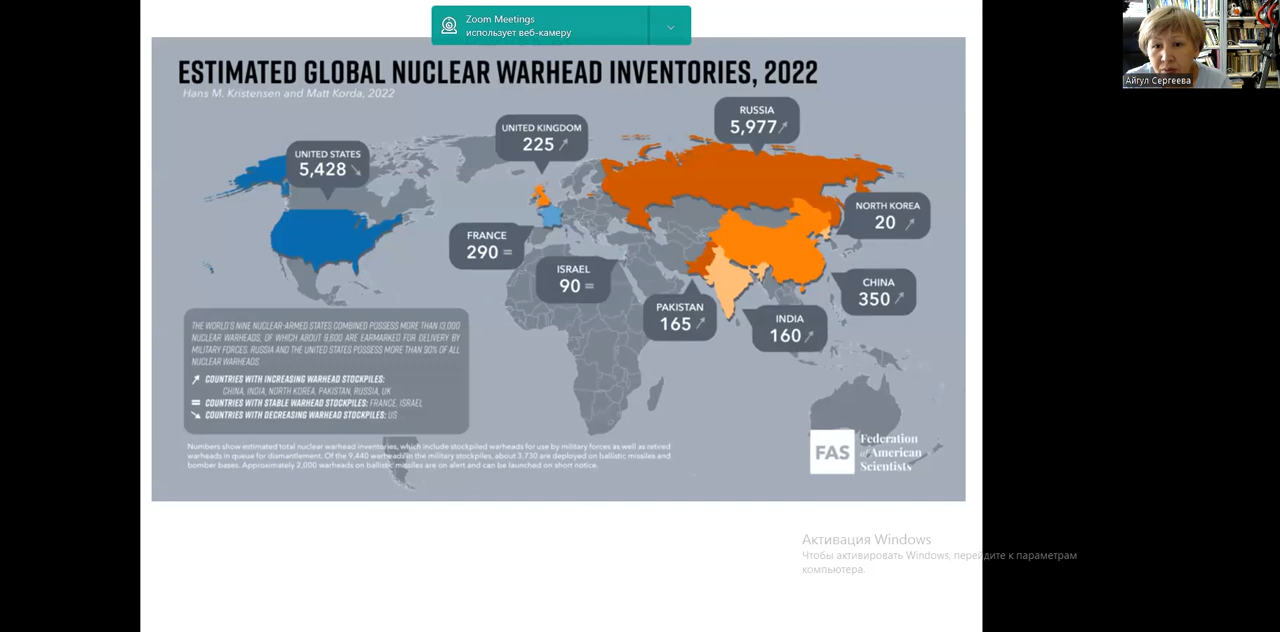 Zoom Meetings
использует веб-камеру
Айгул Сергеева
ESTIMATED GLOBAL NUCLEAR WARHEAD INVENTORIES, 2022
Hans M. Kristensen and Matt Korda, 2022
RUSSIA
5,977
UNITED KINGDOM
225
UNITED STATES
5,428
NORTH KOREA
20
FRANCE
290 =
ISRAEL
90 =
CHINA
350
PAKISTAN
165
INDIA
160
THE WORLD'S NINE NUCLEAR-ARMED STATES COMBINED POSSESS MORE THAN 13,000
NUCLEAR WARHEADS, OF WHICH ABOUT 9,600 ARE EARMARKED FOR DELIVERY BY
MILITARY FORCES. RUSSIA AND THE UNITED STATES POSSESS MORE THAN 90% OF ALL
NUCLEAR WARHEADS
COUNTRIES WITH INCREASING WARHEAD STOCKPILES:
CHINA, INDIA, NORTH KOREA, PAKISTAN, RUSSIA, UK
= COUNTRIES WITH STABLE WARHEAD STOCKPILES: FRANCE, ISRAEL
COUNTRIES WITH DECREASING WARHEAD STOCKPILES: US
Numbers show estimated total nuclear warhead inventories, which include stockpiled warheads for use by military forces as well as retired
warheads in queue for dismantlement. Of the 9,440 warheads in the military stockpiles, about 3,730 are deployed on ballistic missiles and
bomber bases. Approximately 2,000 warheads on ballistic missiles are on alert and can be launched on short notice.
FAS
Federation
of American
Scientists
Активация Windows
Чтобы активировать Windows, перейдите к параметрам
компьютера.